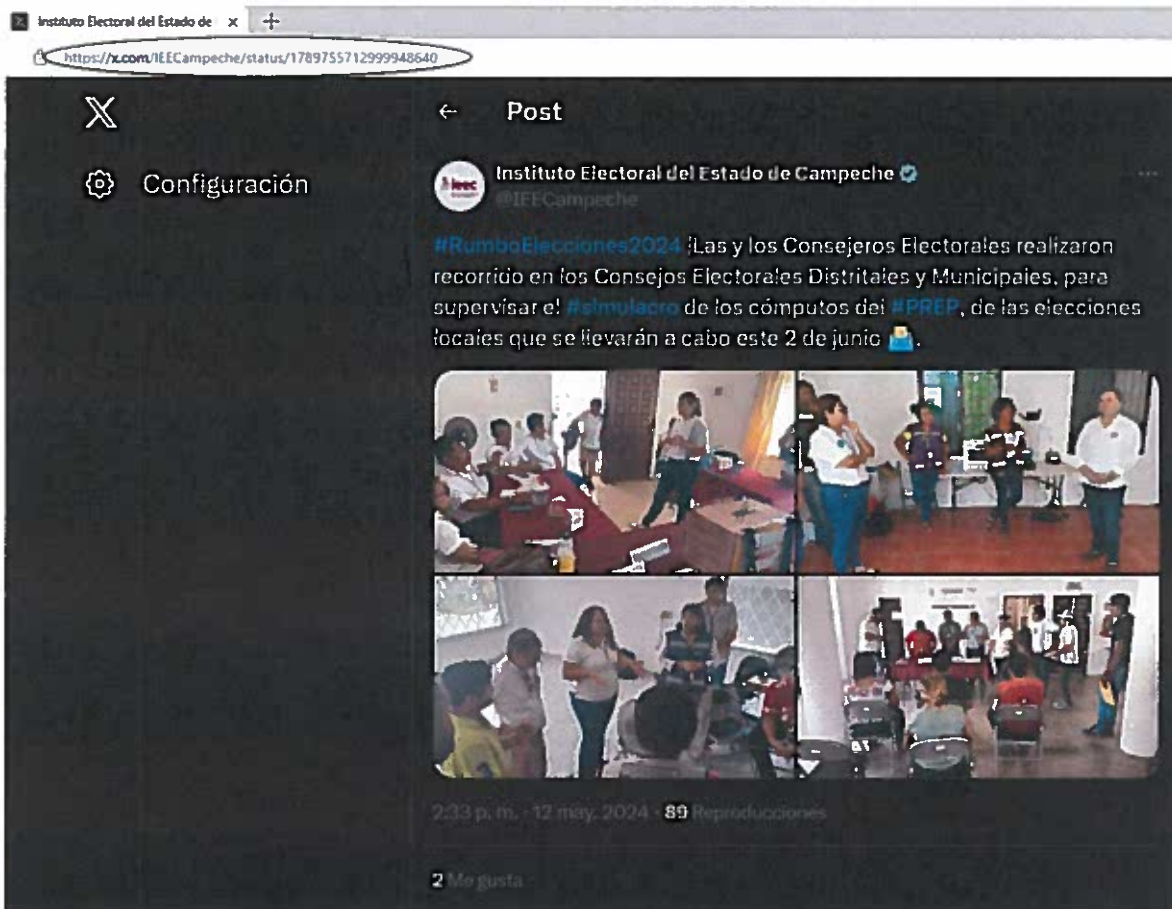 Instituto Electoral del Estado de
https://x.com/IEECampeche/status/1789755712999948640
Post
Configuración
ieec
Instituto Electoral del Estado de Campeche
@IEECampeche
#RumboElecciones2024 |Las y los Consejeros Electorales realizaron
recorrido en los Consejos Electorales Distritales y Municipales, para
supervisar el #simulacro de los cómputos del #PREP, de las elecciones
locales que se llevarán a cabo este 2 de junio 🗳️.
2:33 p. m. · 12 may. 2024 · 89 Reproducciones
2 Me gusta